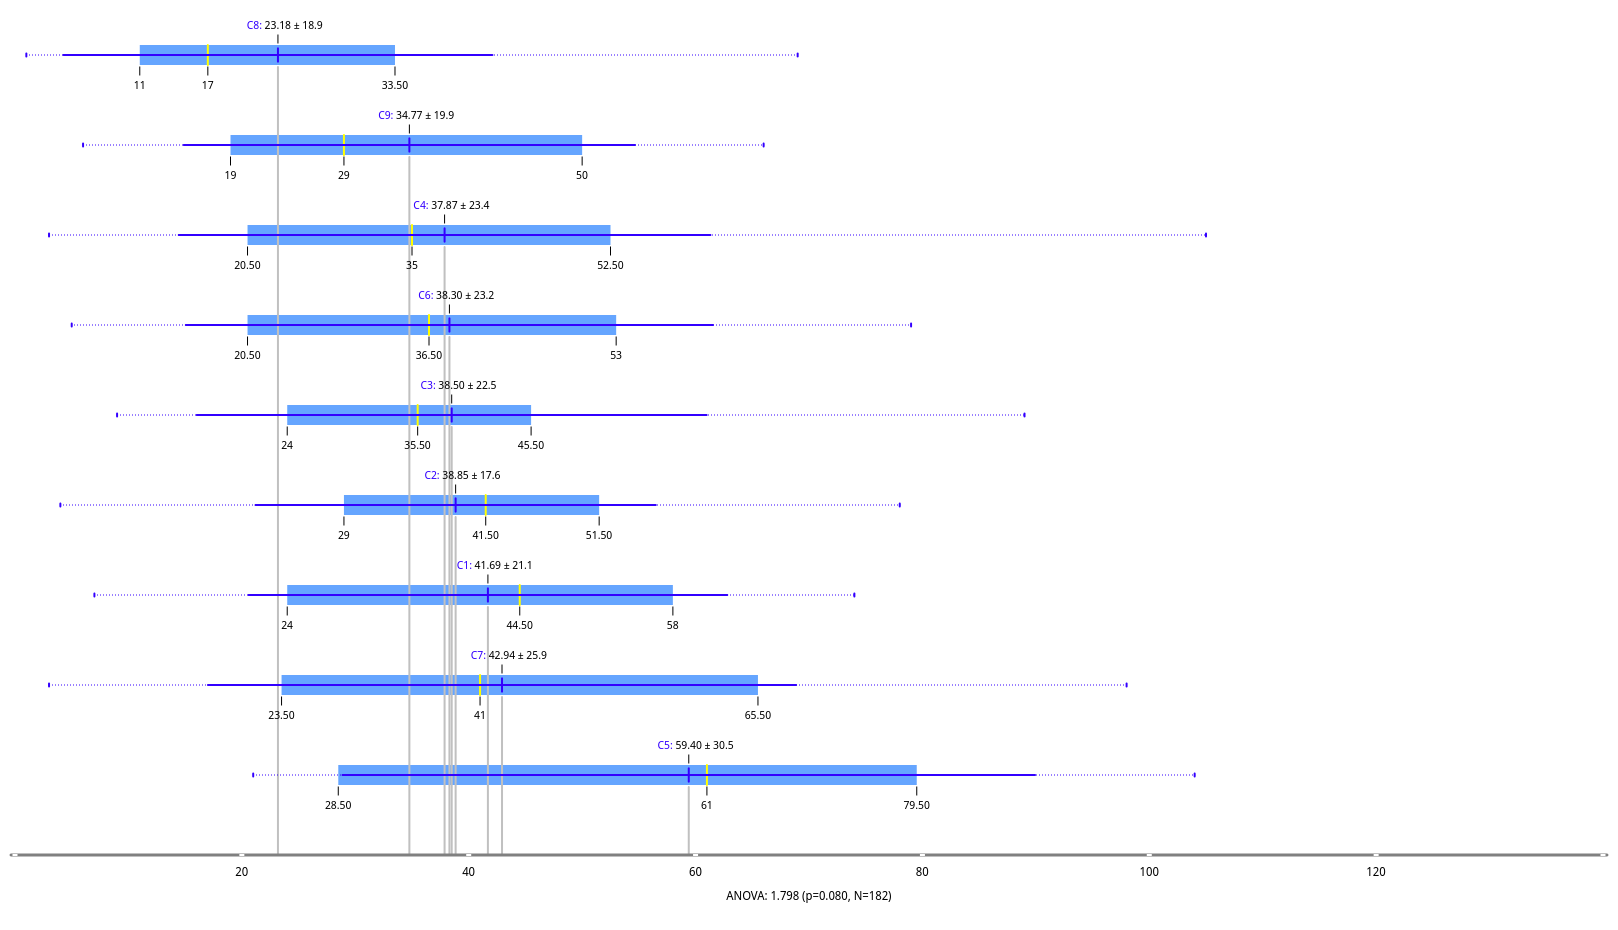 C8: 23.18 ± 18.9
11 17 33.50
C9: 34.77 ± 19.9
19 29 50
C4: 37.87 ± 23.4
20.50 35 52.50
C6: 38.30 ± 23.2
20.50 36.50 53
C3: 38.50 ± 22.5
24 35.50 45.50
C2: 38.85 ± 17.6
29 41.50 51.50
C1: 41.69 ± 21.1
24 44.50 58
C7: 42.94 ± 25.9
23.50 41 65.50
C5: 59.40 ± 30.5
28.50 61 79.50
20 40 60 80 100 120
ANOVA: 1.798 (p=0.080, N=182)